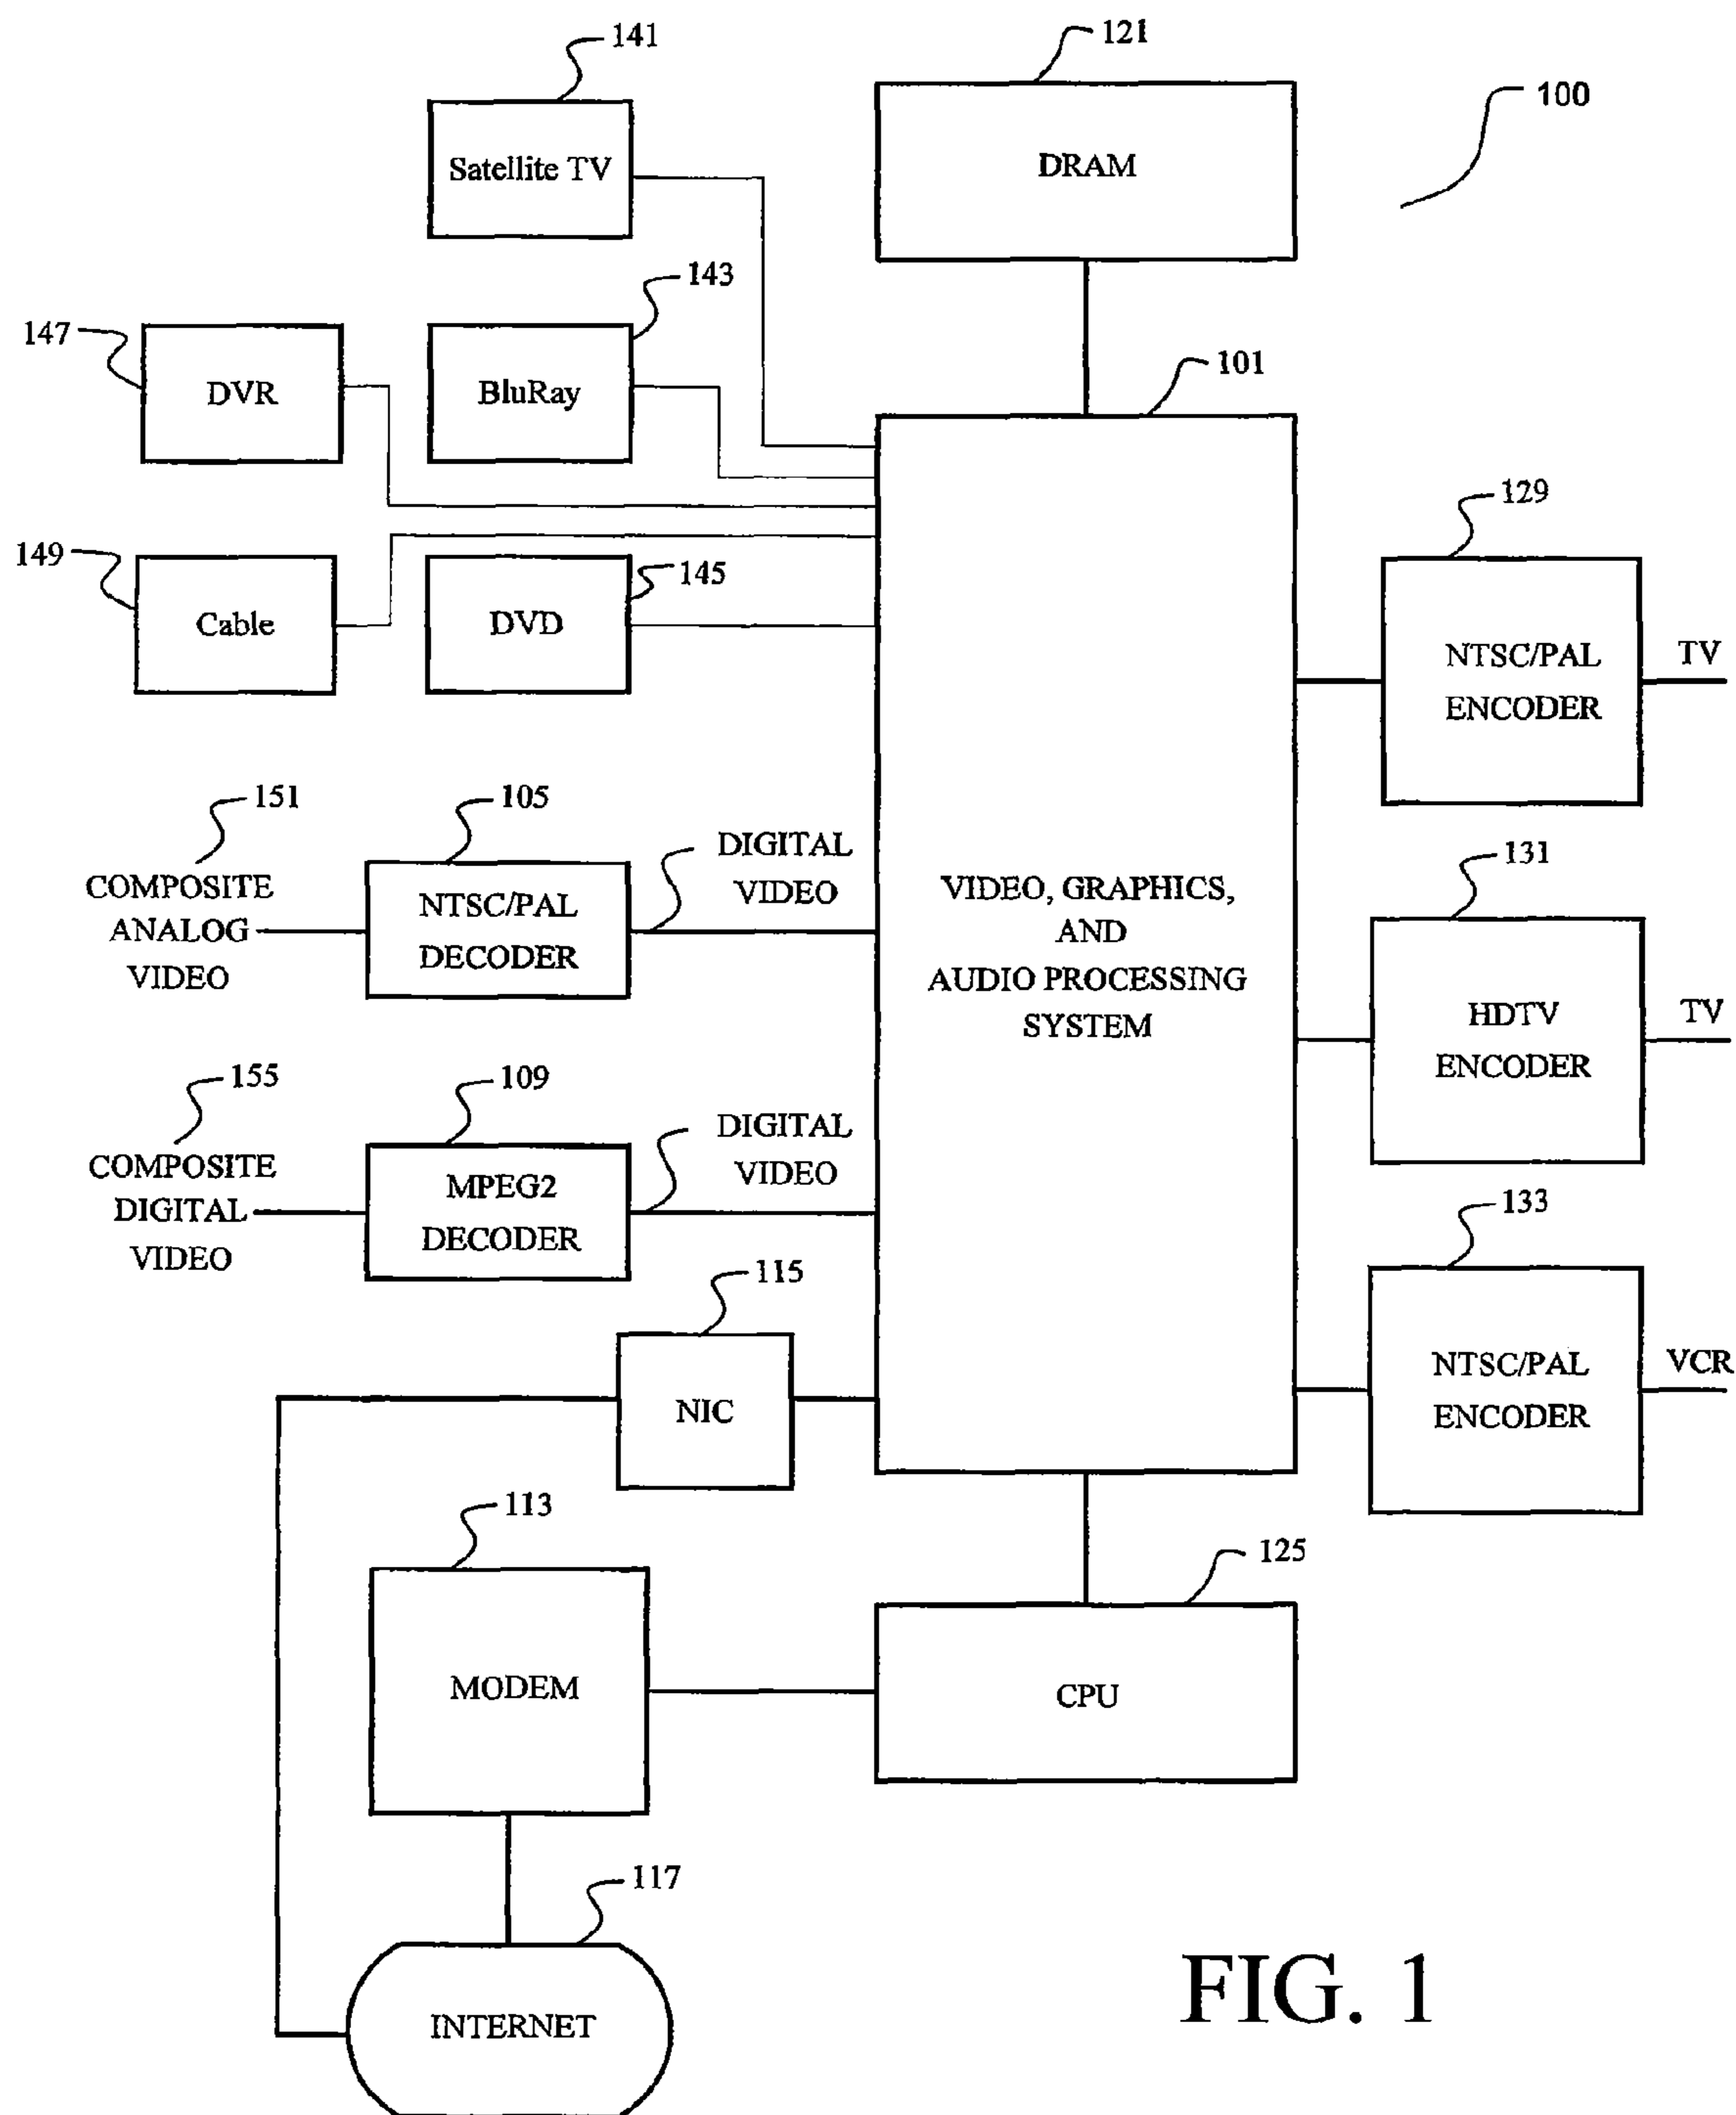 141
121
100
Satellite TV
DRAM
143
147
101
DVR
BluRay
129
149
145
Cable
DVD
NTSC/PAL
ENCODER
TV
151
105
DIGITAL
VIDEO
131
COMPOSITE
ANALOG
VIDEO
NTSC/PAL
DECODER
VIDEO, GRAPHICS,
AND
AUDIO PROCESSING
SYSTEM
HDTV
ENCODER
TV
155
109
DIGITAL
VIDEO
COMPOSITE
DIGITAL
VIDEO
MPEG2
DECODER
133
115
NIC
NTSC/PAL
ENCODER
VCR
113
125
MODEM
CPU
117
INTERNET
FIG. 1